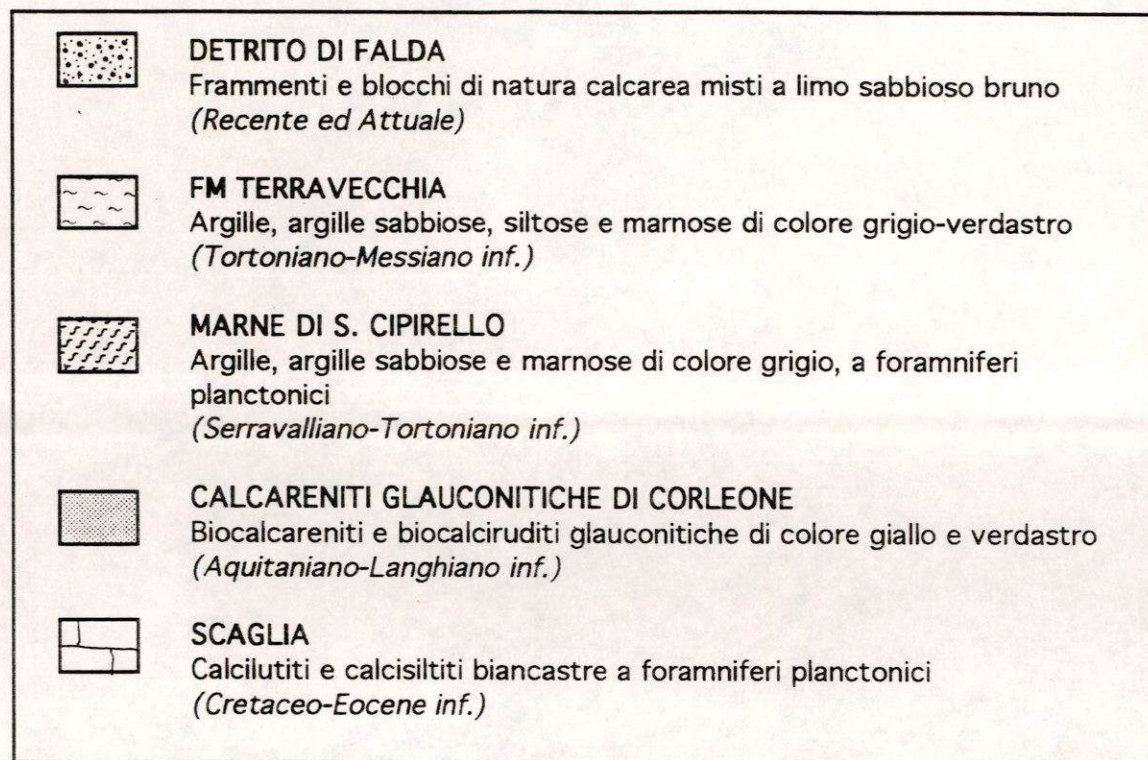 DETRITO DI FALDA
Frammenti e blocchi di natura calcarea misti a limo sabbioso bruno
(Recente ed Attuale)
FM TERRAVECCHIA
Argille, argille sabbiose, siltose e marnose di colore grigio-verdastro
(Tortoniano-Messiano inf.)
MARNE DI S. CIPIRELLO
Argille, argille sabbiose e marnose di colore grigio, a foramniferi
planctonici
(Serravalliano-Tortoniano inf.)
CALCARENITI GLAUCONITICHE DI CORLEONE
Biocalcareniti e biocalciruditi glauconitiche di colore giallo e verdastro
(Aquitaniano-Langhiano inf.)
SCAGLIA
Calcilutiti e calcisiltiti biancastre a foramniferi planctonici
(Cretaceo-Eocene inf.)